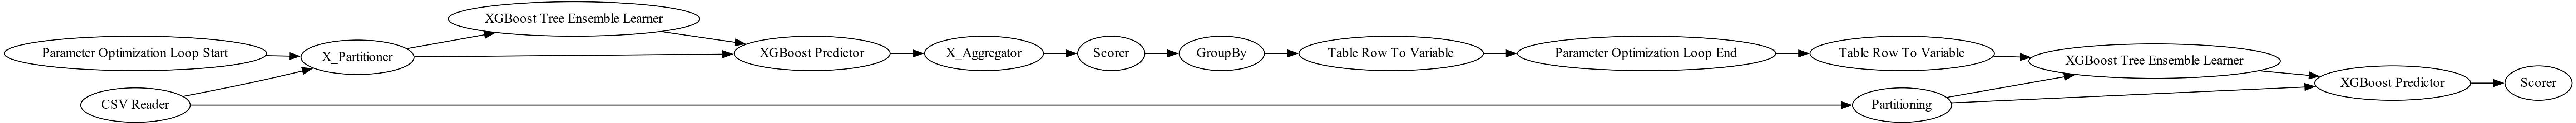 XGBoost Tree Ensemble Learner
Parameter Optimization Loop Start
X_Partitioner
XGBoost Predictor
X_Aggregator
Scorer
GroupBy
Table Row To Variable
Parameter Optimization Loop End
Table Row To Variable
XGBoost Tree Ensemble Learner
XGBoost Predictor
Scorer
CSV Reader
Partitioning